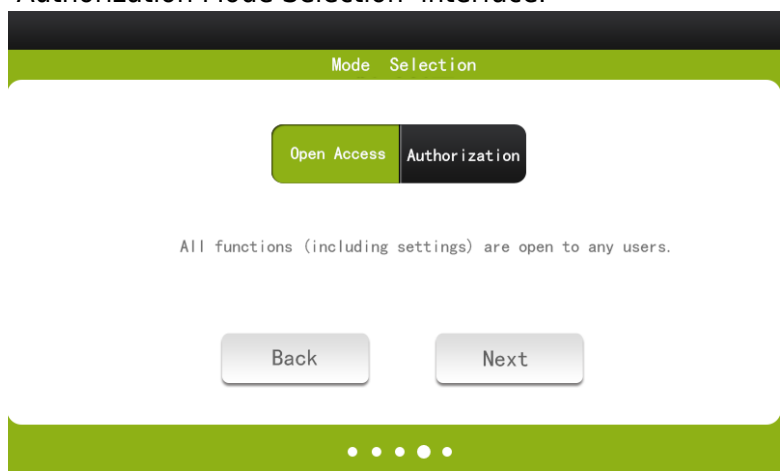 Authorization Mode Selection interface.
Mode Selection
Open Access
Authorization
All functions (including settings) are open to any users.
Back
Next